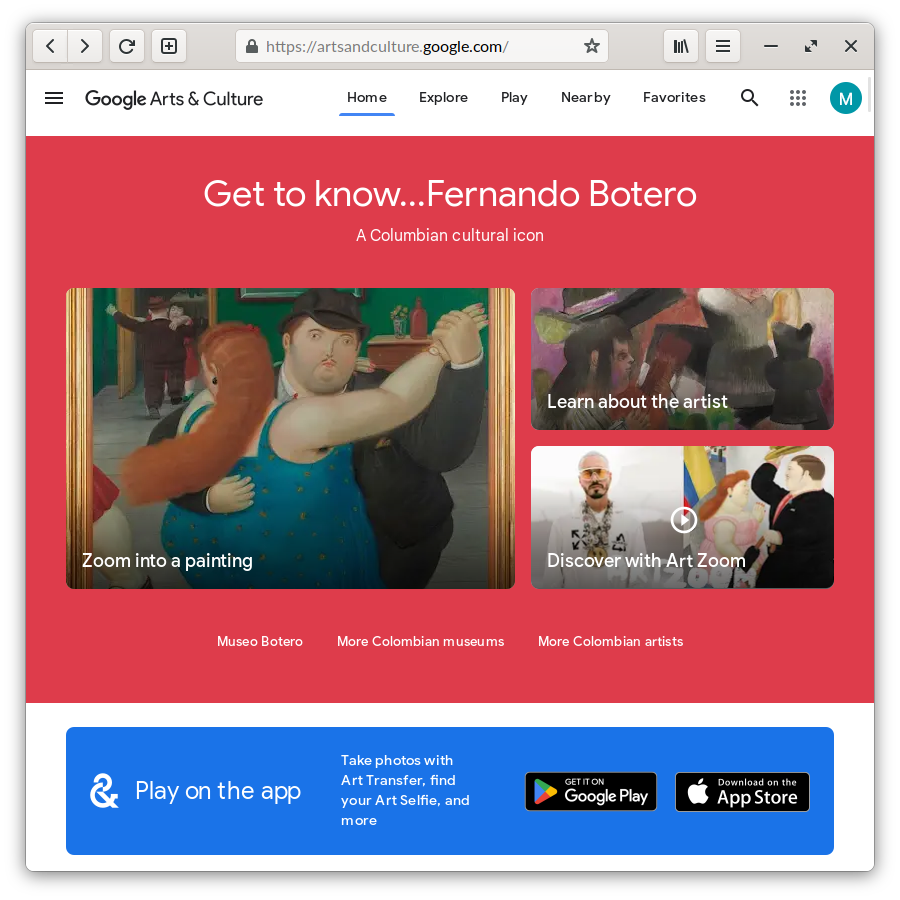 https://artsandculture.google.com/
Google Arts & Culture
Home
Explore
Play
Nearby
Favorites
M
Get to know...Fernando Botero
A Columbian cultural icon
Zoom into a painting
Learn about the artist
Discover with Art Zoom
Museo Botero
More Colombian museums
More Colombian artists
& Play on the app
Take photos with
Art Transfer, find
your Art Selfie, and
more
GET IT ON
Google Play
Download on the
App Store